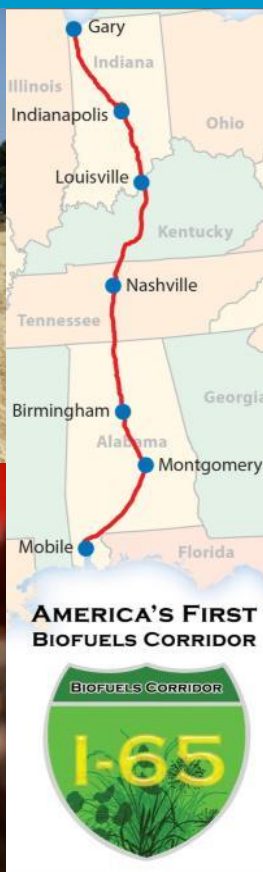 Gary
Indiana
Illinois
Indianapolis
Ohio
Louisville
Kentucky
Nashville
Tennessee
Georgia
Birmingham
Alabama
Montgomery
Mobile
Florida
AMERICA'S FIRST
BIOFUELS CORRIDOR
BIOFUELS CORRIDOR
I-65